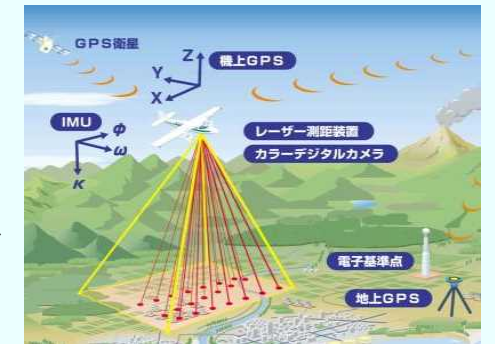 GPS衛星
Z
機上GPS
Y
X
IMU
φ
ω
κ
レーザー測距装置
カラーデジタルカメラ
電子基準点
地上GPS